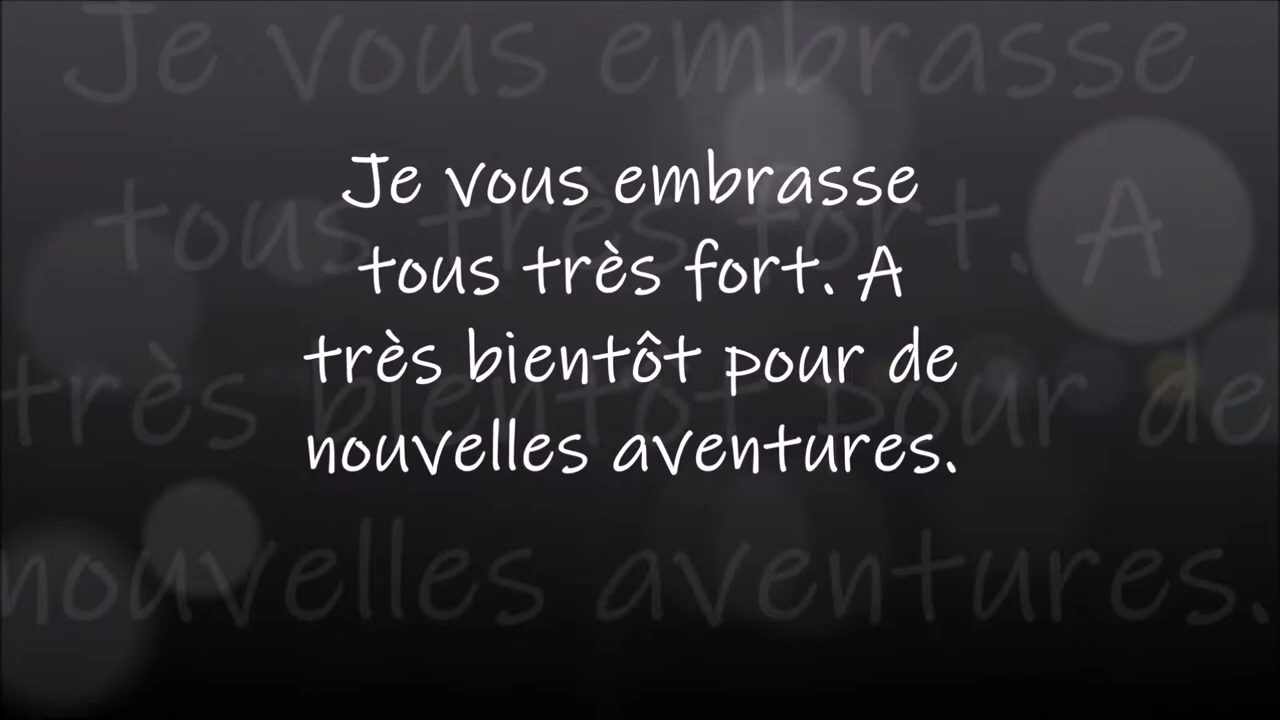 Je vous embrasse
tous très fort. A
très bientôt pour de
nouvelles aventures.